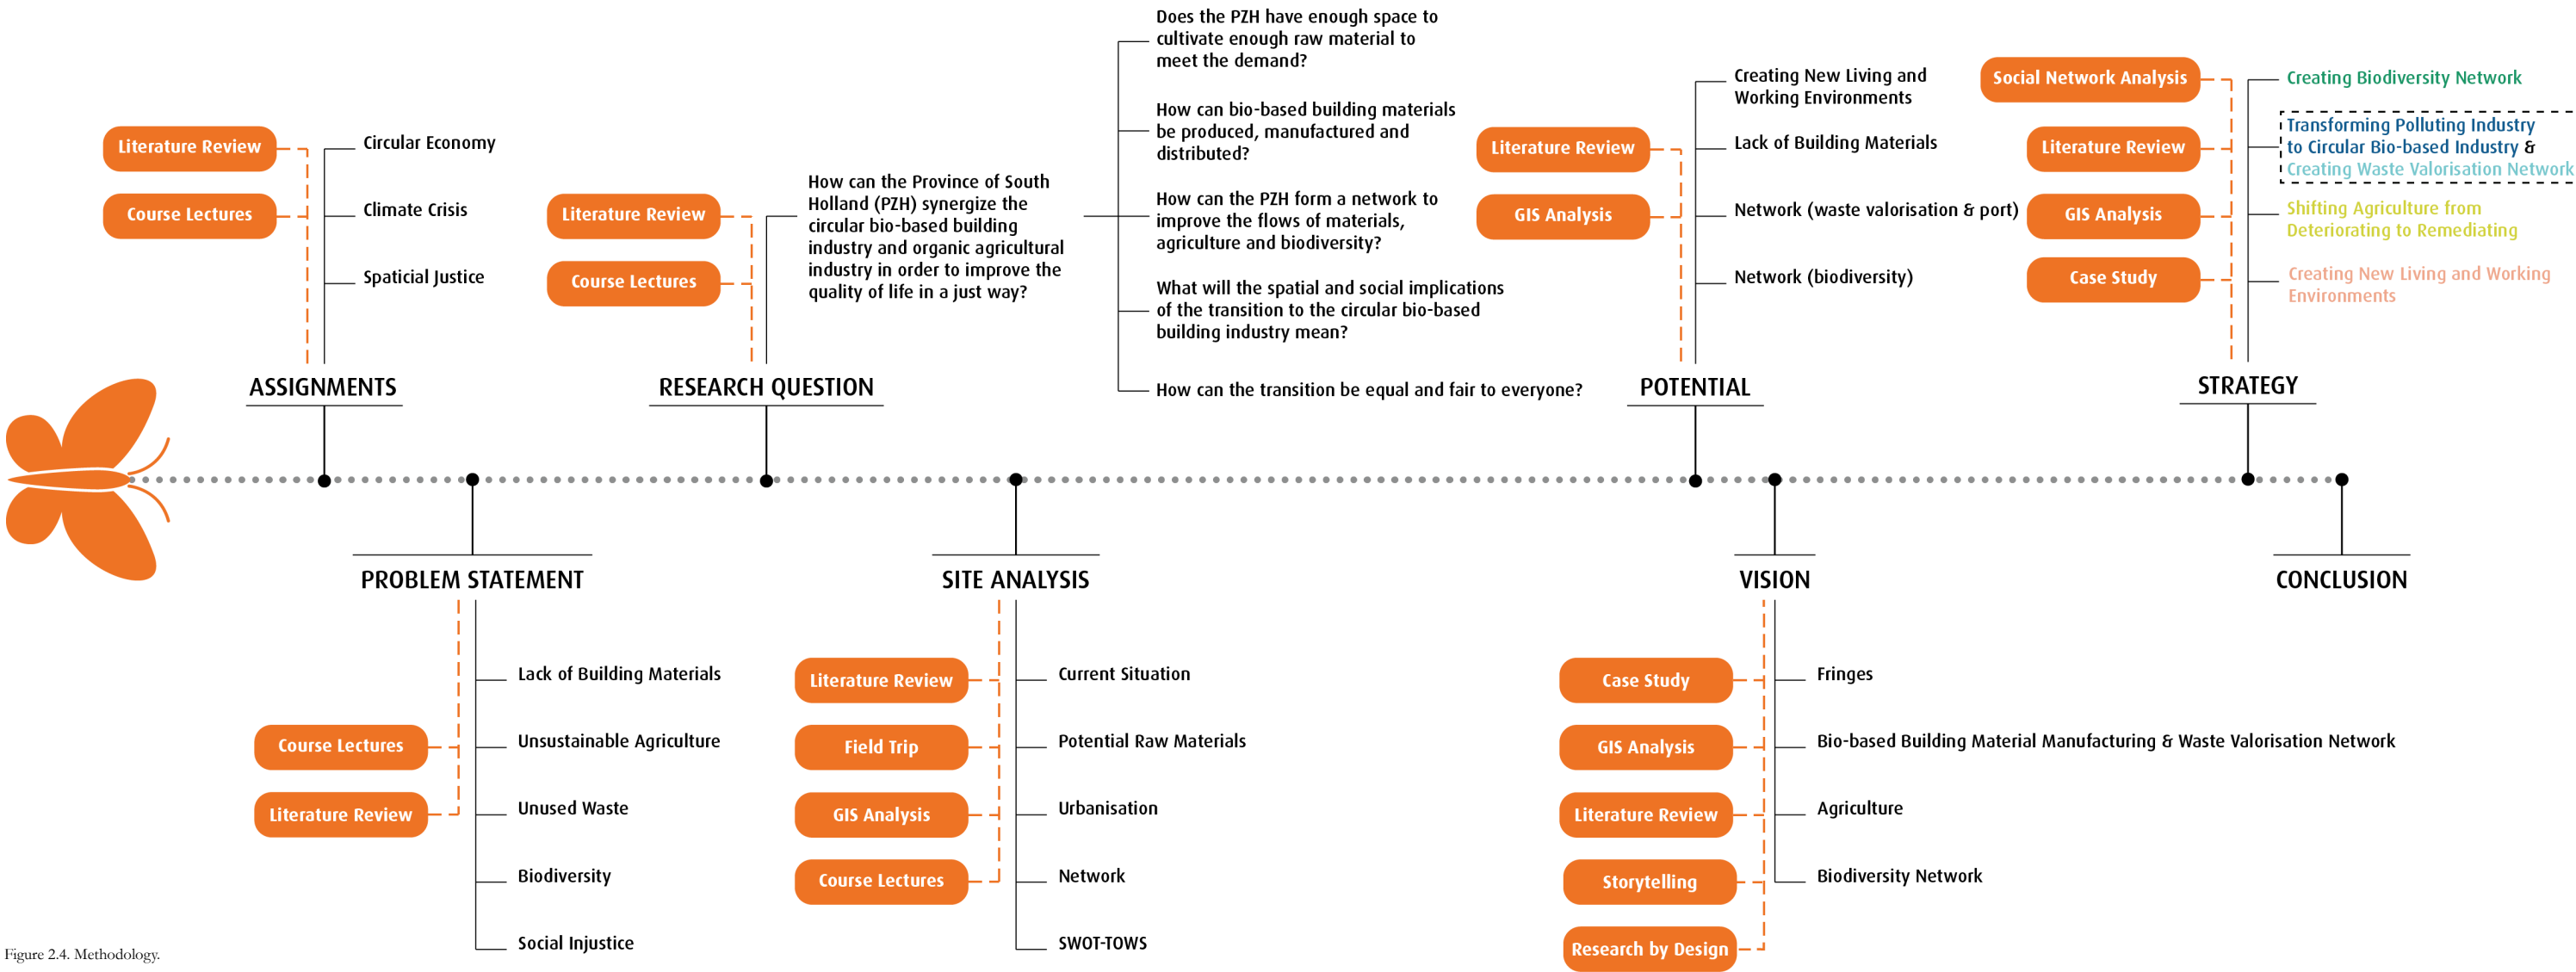 Literature Review
Course Lectures
Circular Economy
Climate Crisis
Spaticial Justice
ASSIGNMENTS
Literature Review
Course Lectures
How can the Province of South
Holland (PZH) synergize the
circular bio-based building
industry and organic agricultural
industry in order to improve the
quality of life in a just way?
RESEARCH QUESTION
Does the PZH have enough space to
cultivate enough raw material to
meet the demand?
How can bio-based building materials
be produced, manufactured and
distributed?
How can the PZH form a network to
improve the flows of materials,
agriculture and biodiversity?
What will the spatial and social implications
of the transition to the circular bio-based
building industry mean?
How can the transition be equal and fair to everyone?
Literature Review
GIS Analysis
Creating New Living and
Working Environments
Lack of Building Materials
Network (waste valorisation & port)
Network (biodiversity)
POTENTIAL
Social Network Analysis
Literature Review
GIS Analysis
Case Study
Creating Biodiversity Network
Transforming Polluting Industry
to Circular Bio-based Industry &
Creating Waste Valorisation Network
Shifting Agriculture from
Deteriorating to Remediating
Creating New Living and Working
Environments
STRATEGY
PROBLEM STATEMENT
Course Lectures
Literature Review
Lack of Building Materials
Unsustainable Agriculture
Unused Waste
Biodiversity
Social Injustice
SITE ANALYSIS
Literature Review
Field Trip
GIS Analysis
Course Lectures
Current Situation
Potential Raw Materials
Urbanisation
Network
SWOT-TOWS
VISION
Case Study
GIS Analysis
Literature Review
Storytelling
Research by Design
Fringes
Bio-based Building Material Manufacturing & Waste Valorisation Network
Agriculture
Biodiversity Network
CONCLUSION
Figure 2.4. Methodology.